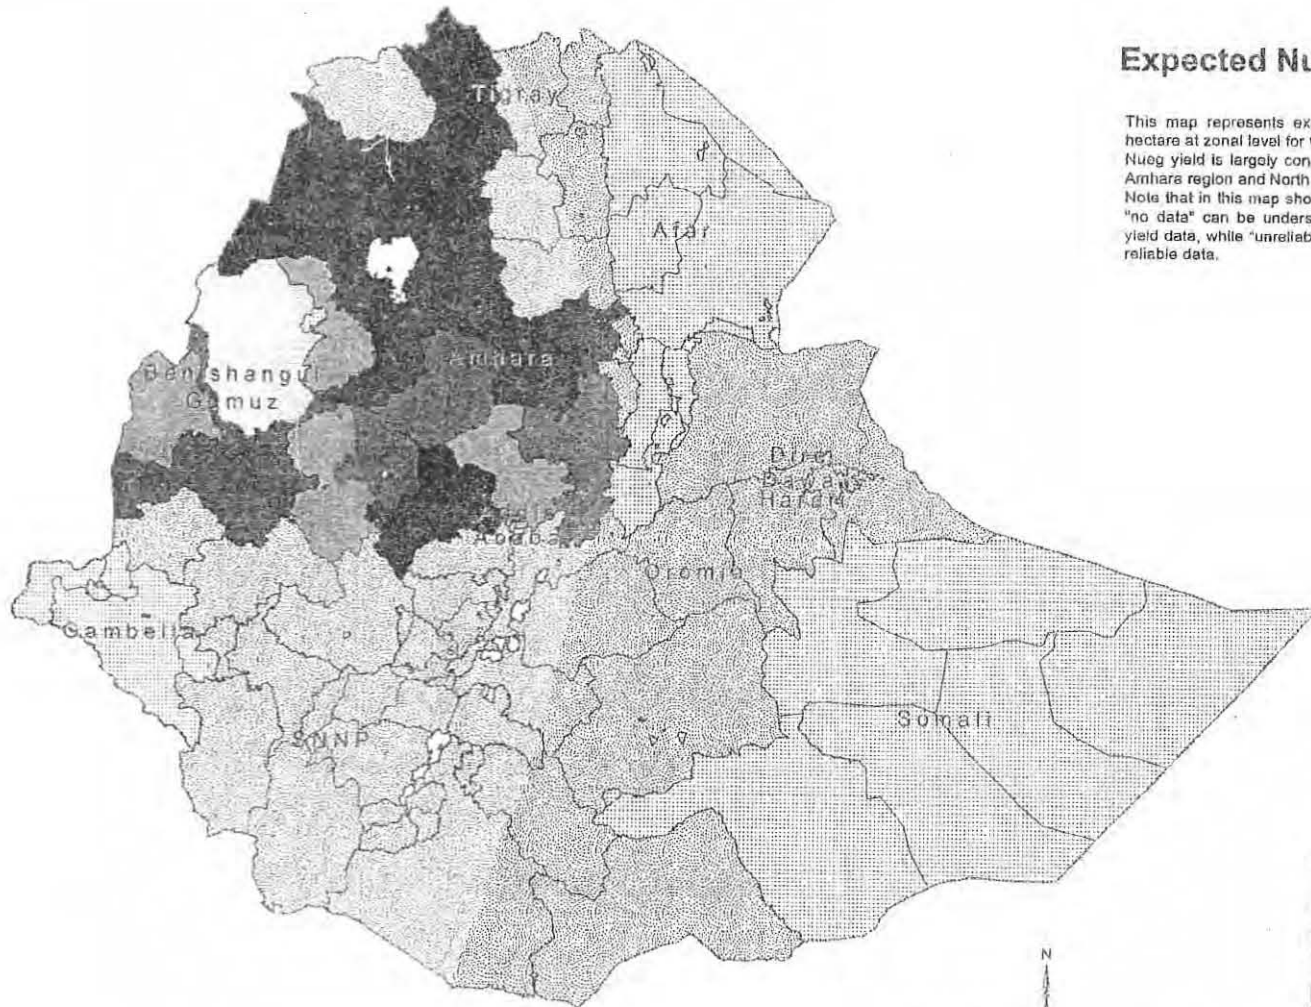 Expected Nu
This map represents ex
hectare at zonal level for
Nueg yield is largely con
Amhara region and North
Note that in this map sho
"no data" can be unders
yield data, while "unreliab
reliable data.
Tigray
Afar
Amhara
Benishangul
Gumuz
Dire
Dawa
Harari
Ababa
Oromia
Gambella
SNNP
Somali
N